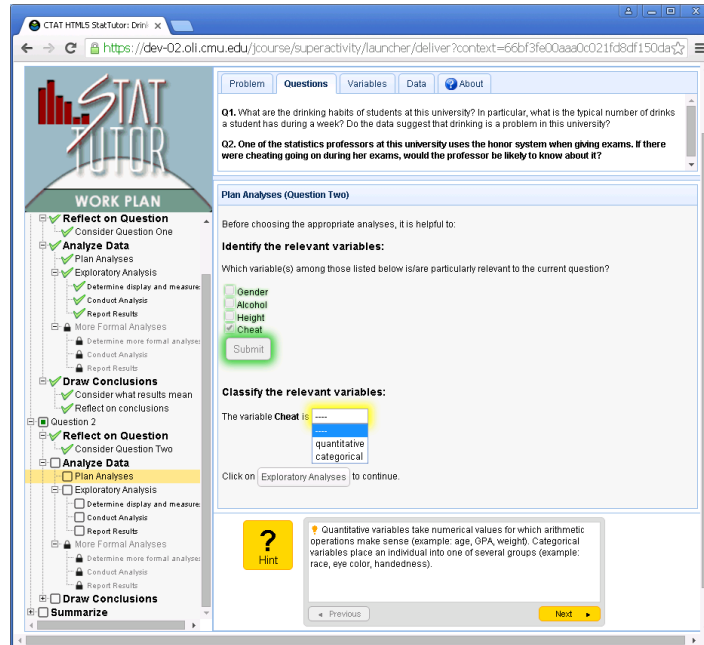 CTAT HTML5 StatTutor: Drin
https://dev-02.oli.cmu.edu/jcourse/superactivity/launcher/deliver?context=66bf3fe00aaa0c021fd8df150da
STAT
TUTOR
WORK PLAN
Reflect on Question
Consider Question One
Analyze Data
Plan Analyses
Exploratory Analysis
Determine display and measure
Conduct Analysis
Report Results
More Formal Analyses
Determine more formal analyse
Conduct Analysis
Report Results
Draw Conclusions
Consider what results mean
Reflect on conclusions
Question 2
Reflect on Question
Consider Question Two
Analyze Data
Plan Analyses
Exploratory Analysis
Determine display and measure
Conduct Analysis
Report Results
More Formal Analyses
Determine more formal analyse
Conduct Analysis
Report Results
Draw Conclusions
Summarize
Problem Questions Variables Data ? About
Q1. What are the drinking habits of students at this university? In particular, what is the typical number of drinks
a student has during a week? Do the data suggest that drinking is a problem in this university?
Q2. One of the statistics professors at this university uses the honor system when giving exams. If there
were cheating going on during her exams, would the professor be likely to know about it?
Plan Analyses (Question Two)
Before choosing the appropriate analyses, it is helpful to:
Identify the relevant variables:
Which variable(s) among those listed below is/are particularly relevant to the current question?
Gender
Alcohol
Height
Cheat
Submit
Classify the relevant variables:
The variable Cheat is ----
----
quantitative
categorical
Click on Exploratory Analyses to continue.
?
Hint
Quantitative variables take numerical values for which arithmetic
operations make sense (example: age, GPA, weight). Categorical
variables place an individual into one of several groups (example:
race, eye color, handedness).
Previous
Next